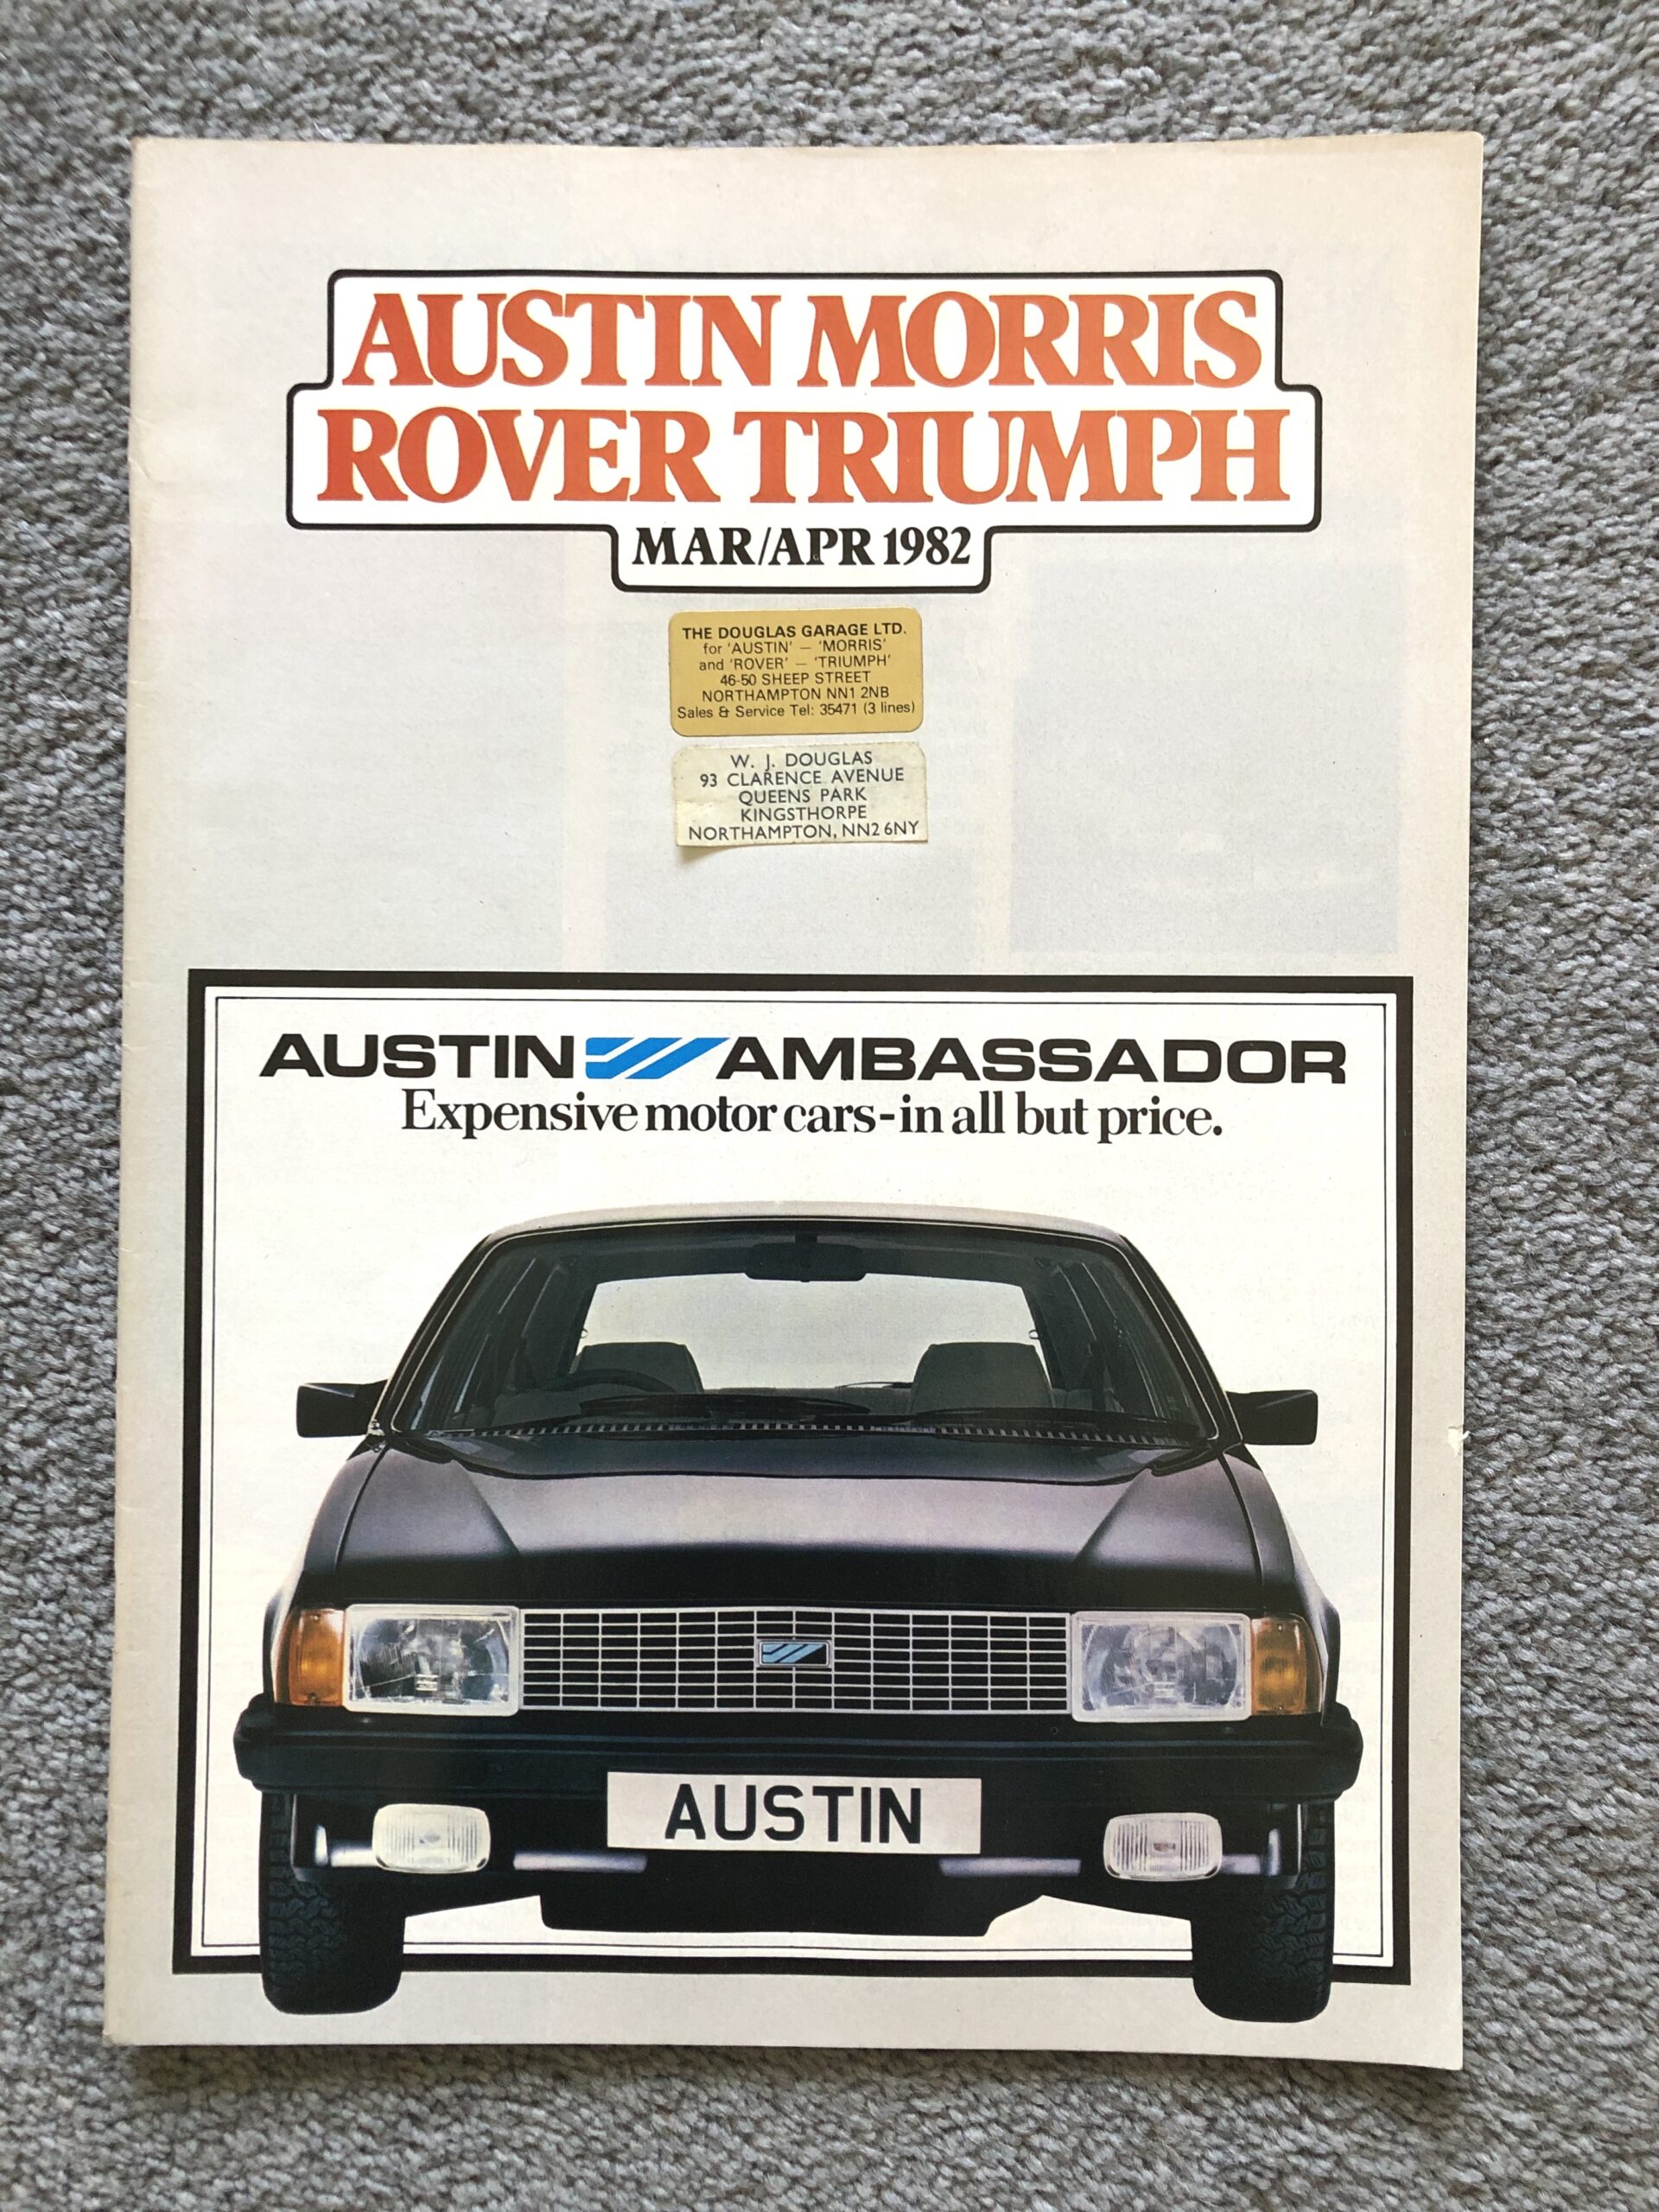 AUSTIN MORRIS
ROVER TRIUMPH
MAR/APR 1982
THE DOUGLAS GARAGE LTD.
for 'AUSTIN' — 'MORRIS'
and 'ROVER' — 'TRIUMPH'
46-50 SHEEP STREET
NORTHAMPTON NN1 2NB
Sales & Service Tel: 35471 (3 lines)
W. J. DOUGLAS
93 CLARENCE AVENUE
QUEENS PARK
KINGSTHORPE
NORTHAMPTON, NN2 6NY
AUSTIN AMBASSADOR
Expensive motor cars-in all but price.
AUSTIN